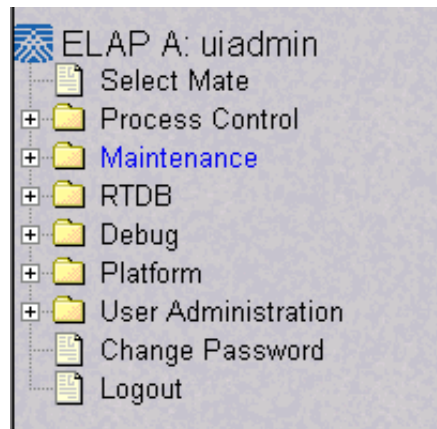 ELAP A: uiadmin
Select Mate
Process Control
Maintenance
RTDB
Debug
Platform
User Administration
Change Password
Logout